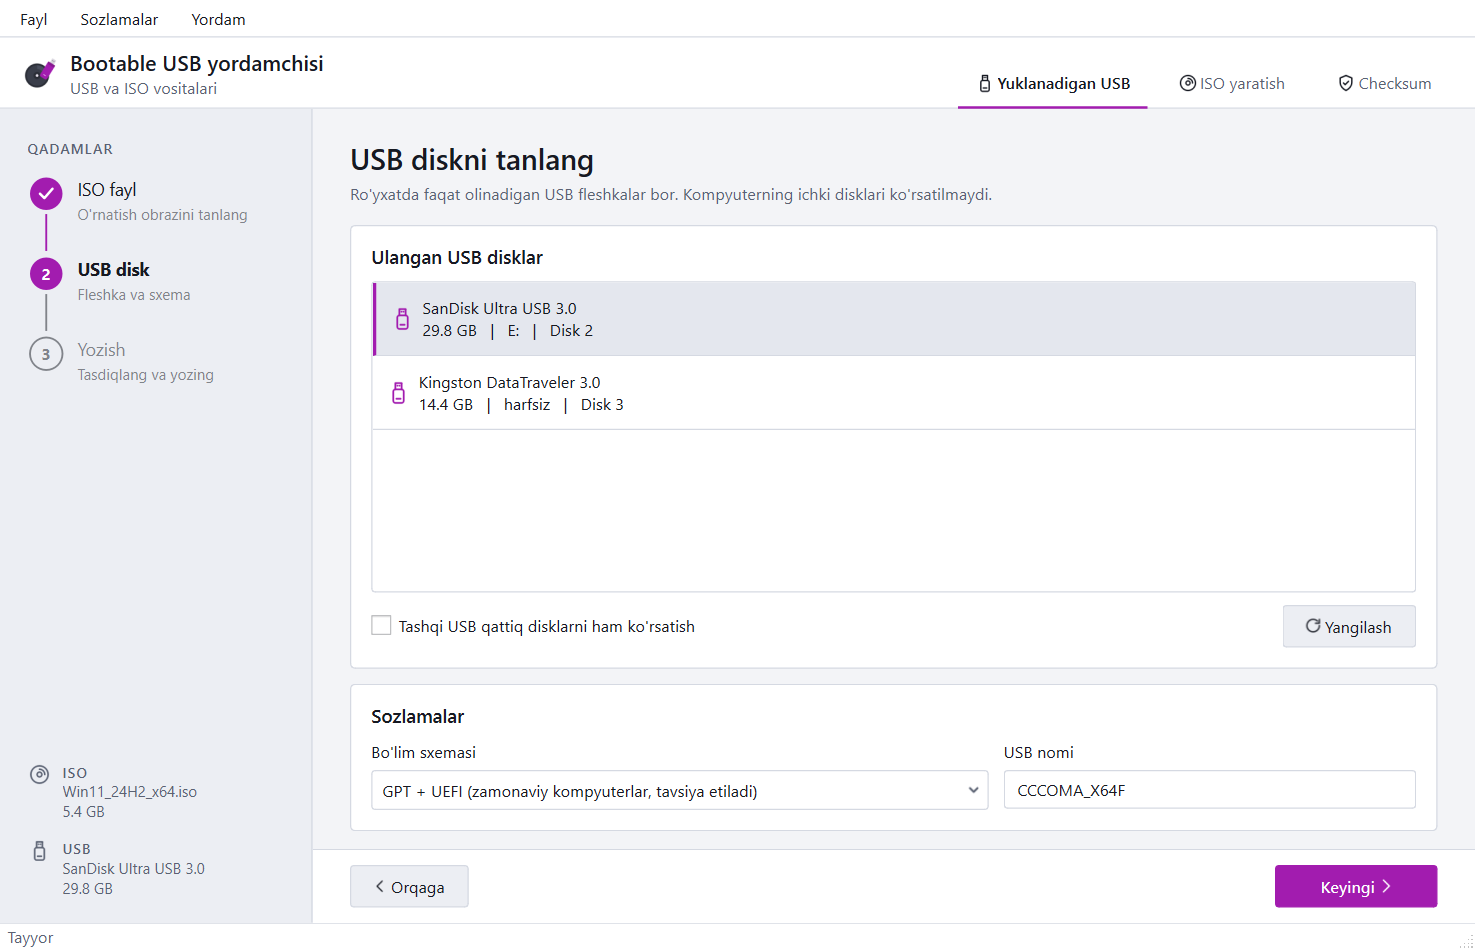 Fayl Sozlamalar Yordam
Bootable USB yordamchisi
USB va ISO vositalari
Yuklanadigan USB ISO yaratish Checksum
QADAMLAR
ISO fayl
O'rnatish obrazini tanlang
2 USB disk
Fleshka va sxema
3 Yozish
Tasdiqlang va yozing
ISO
Win11_24H2_x64.iso
5.4 GB
USB
SanDisk Ultra USB 3.0
29.8 GB
USB diskni tanlang
Ro'yxatda faqat olinadigan USB fleshkalar bor. Kompyuterning ichki disklari ko'rsatilmaydi.
Ulangan USB disklar
SanDisk Ultra USB 3.0
29.8 GB | E: | Disk 2
Kingston DataTraveler 3.0
14.4 GB | harfsiz | Disk 3
Tashqi USB qattiq disklarni ham ko'rsatish
Yangilash
Sozlamalar
Bo'lim sxemasi USB nomi
GPT + UEFI (zamonaviy kompyuterlar, tavsiya etiladi) CCCOMA_X64F
Orqaga Keyingi
Tayyor